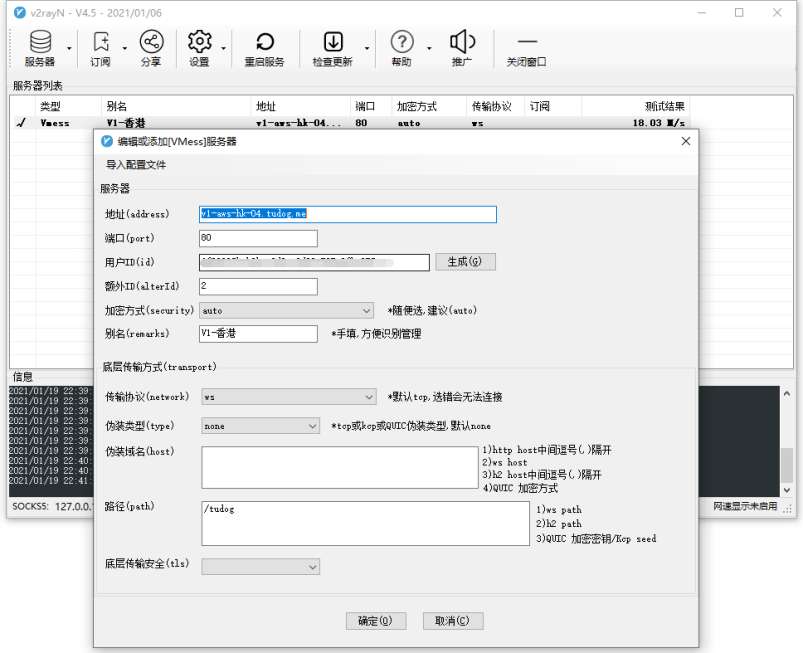 v2rayN - V4.5 - 2021/01/06
服务器 订阅 分享 设置 重启服务 检查更新 帮助 推广 关闭窗口
服务器列表
类型 别名 地址 端口 加密方式 传输协议 订阅 测试结果
√ Vmess V1-香港 v1-aws-hk-04... 80 auto ws 18.03 M/s
编辑或添加[VMess]服务器
导入配置文件
服务器
地址(address) v1-aws-hk-04.tudog.me
端口(port) 80
用户ID(id) 生成(G)
额外ID(alterId) 2
加密方式(security) auto *随便选,建议(auto)
别名(remarks) V1-香港 *手填,方便识别管理
底层传输方式(transport)
传输协议(network) ws *默认tcp,选错会无法连接
伪装类型(type) none *tcp或kcp或QUIC伪装类型,默认none
伪装域名(host)
1)http host中间逗号(,)隔开
2)ws host
3)h2 host中间逗号(,)隔开
4)QUIC 加密方式
路径(path) /tudog
1)ws path
2)h2 path
3)QUIC 加密密钥/Kcp seed
底层传输安全(tls)
确定(O) 取消(C)
信息
2021/01/19 22:39:
2021/01/19 22:39:
2021/01/19 22:39:
2021/01/19 22:39:
2021/01/19 22:39:
2021/01/19 22:39:
2021/01/19 22:39:
2021/01/19 22:40:
2021/01/19 22:40:
2021/01/19 22:41:
SOCKS5: 127.0.0. 网速显示未启用